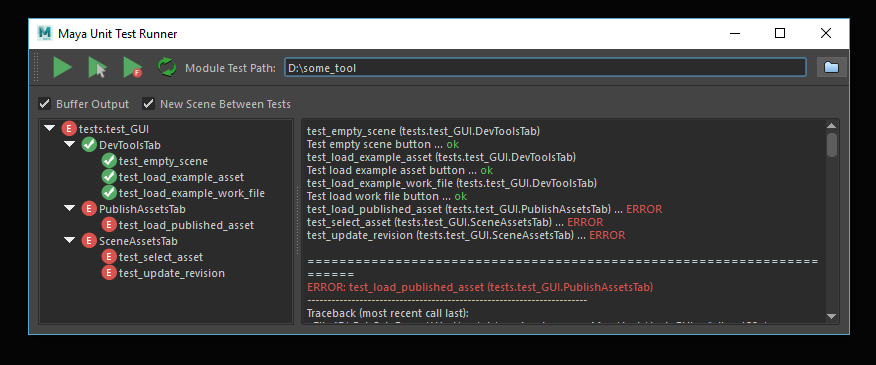 Maya Unit Test Runner
Module Test Path: D:\some_tool
Buffer Output New Scene Between Tests
E tests.test_GUI
DevToolsTab
test_empty_scene
test_load_example_asset
test_load_example_work_file
E PublishAssetsTab
E test_load_published_asset
E SceneAssetsTab
E test_select_asset
E test_update_revision
test_empty_scene (tests.test_GUI.DevToolsTab)
Test empty scene button ... ok
test_load_example_asset (tests.test_GUI.DevToolsTab)
Test load example asset button ... ok
test_load_example_work_file (tests.test_GUI.DevToolsTab)
Test load work file button ... ok
test_load_published_asset (tests.test_GUI.PublishAssetsTab) ... ERROR
test_select_asset (tests.test_GUI.SceneAssetsTab) ... ERROR
test_update_revision (tests.test_GUI.SceneAssetsTab) ... ERROR
ERROR: test_load_published_asset (tests.test_GUI.PublishAssetsTab)
Traceback (most recent call last):